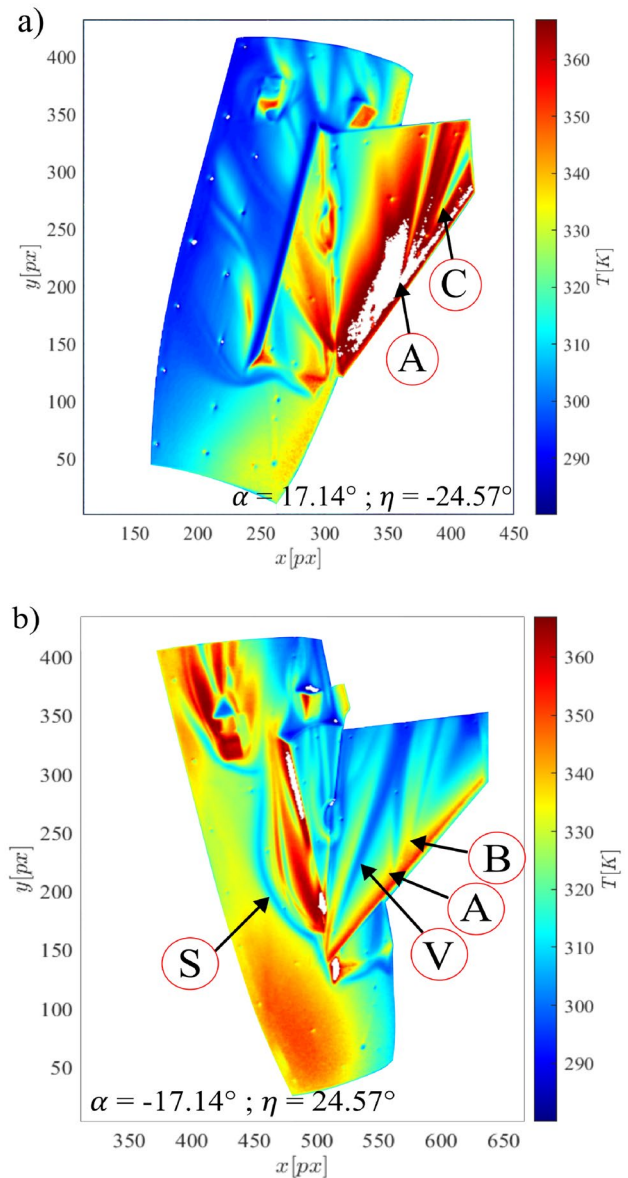 a)
400
350
300
250
200
150
100
50
y[px]
150 200 250 300 350 400 450
x[px]
360
350
340
330
320
310
300
290
T[K]
C
A
α = 17.14° ; η = -24.57°
b)
400
350
300
250
200
150
100
50
y[px]
350 400 450 500 550 600 650
x[px]
360
350
340
330
320
310
300
290
T[K]
B
A
V
S
α = -17.14° ; η = 24.57°